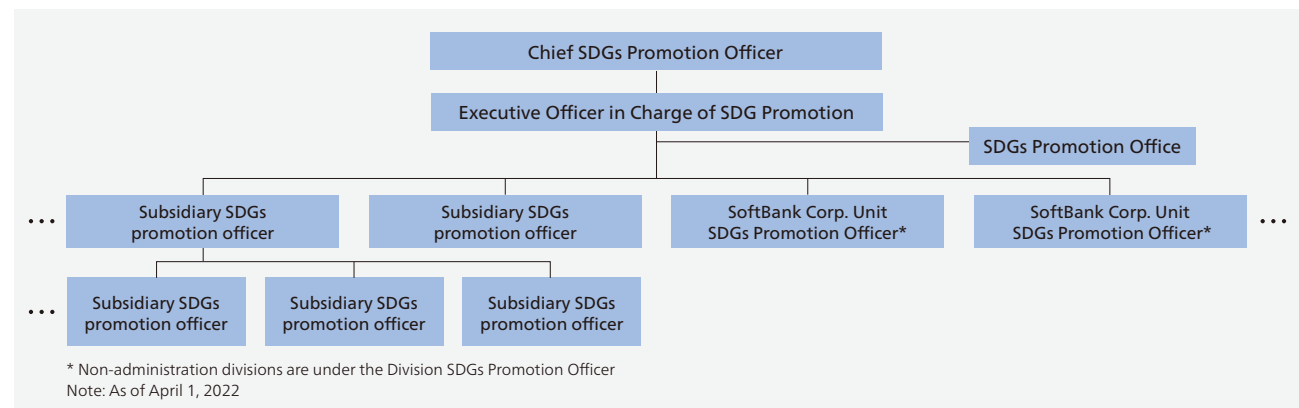 Chief SDGs Promotion Officer
Executive Officer in Charge of SDG Promotion
SDGs Promotion Office
...
Subsidiary SDGs
promotion officer
Subsidiary SDGs
promotion officer
SoftBank Corp. Unit
SDGs Promotion Officer*
SoftBank Corp. Unit
SDGs Promotion Officer*
...
...
Subsidiary SDGs
promotion officer
Subsidiary SDGs
promotion officer
Subsidiary SDGs
promotion officer
* Non-administration divisions are under the Division SDGs Promotion Officer
Note: As of April 1, 2022